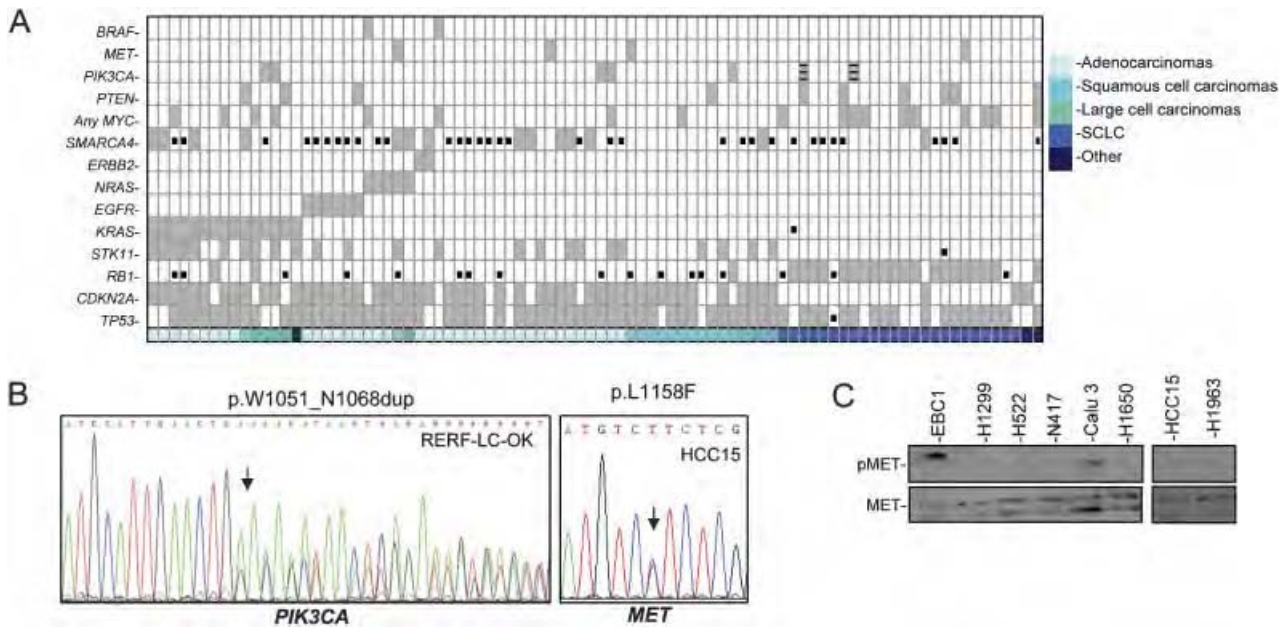 A
BRAF-
MET-
PIK3CA-
PTEN-
Any MYC-
SMARCA4-
ERBB2-
NRAS-
EGFR-
KRAS-
STK11-
RB1-
CDKN2A-
TP53-
-Adenocarcinomas
-Squamous cell carcinomas
-Large cell carcinomas
-SCLC
-Other
B
p.W1051_N1068dup
RERF-LC-OK
PIK3CA
p.L1158F
A T G T C T T C T C G
HCC15
MET
C
-EBC1
-H1299
-H522
-N417
-Calu 3
-H1650
-HCC15
-H1963
pMET-
MET-